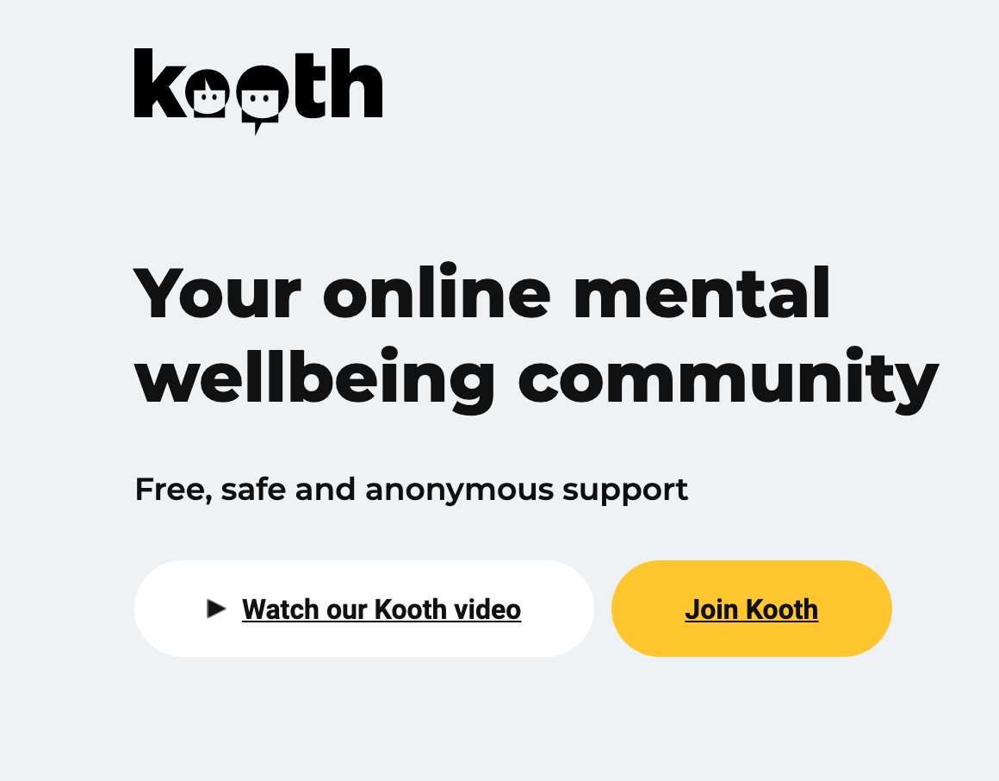 kooth
Your online mental
wellbeing community
Free, safe and anonymous support
Watch our Kooth video
Join Kooth